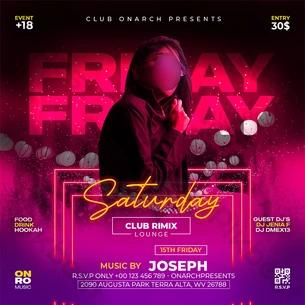 CLUB ONARCH PRESENTS
EVENT
+18
ENTRY
30$
FRIDAY
FRIDAY
Saturday
CLUB RIMIX
LOUNGE
FOOD
DRINK
HOOKAH
GUEST DJ'S
DJ JENIA F
DJ DMEX13
15TH FRIDAY
MUSIC BY JOSEPH
R.S.V.P ONLY +00 123 456 789 - ONARCHPRESENTS
2090 AUGUSTA PARK TERRA ALTA, WV 26788
ON
RO
MUSIC
R.S.V.P